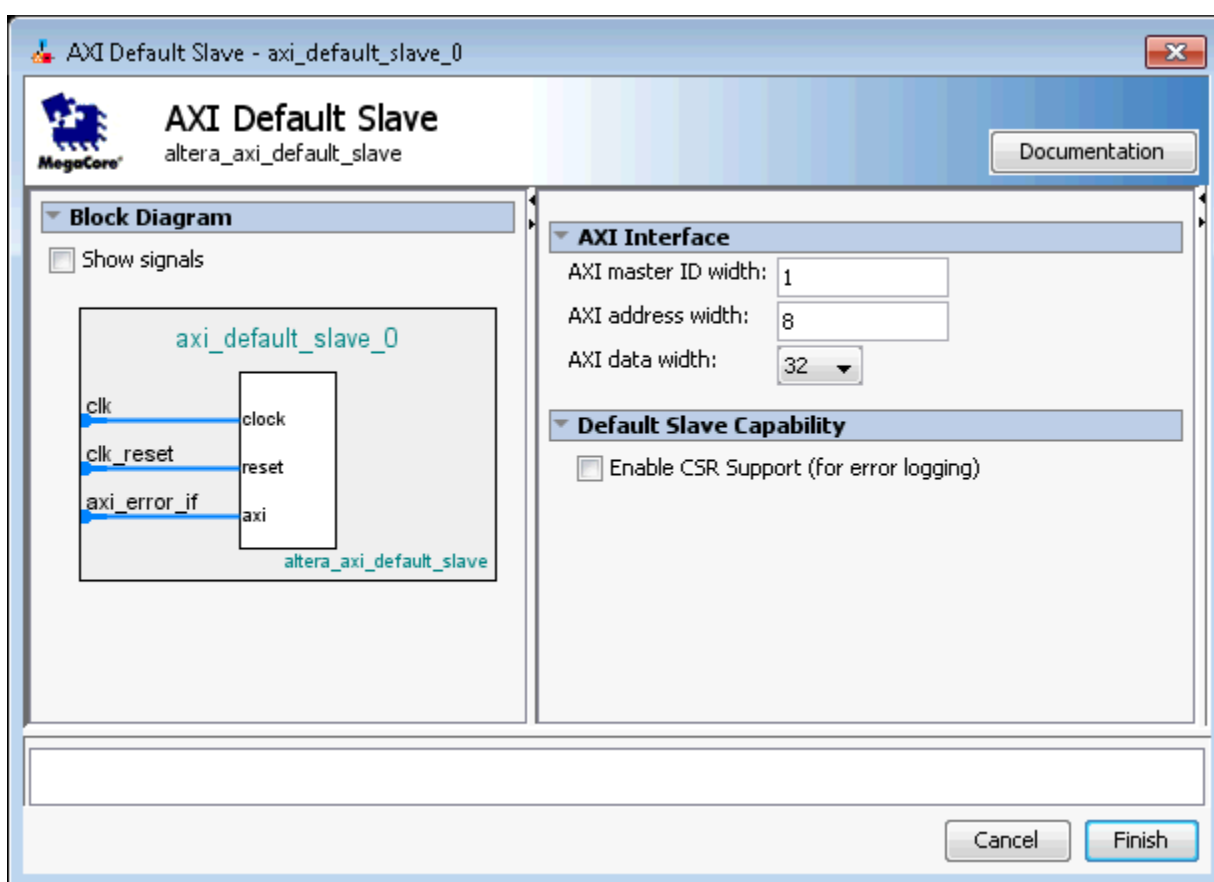 AXI Default Slave - axi_default_slave_0
MegaCore®
AXI Default Slave
altera_axi_default_slave
Documentation
Block Diagram
Show signals
axi_default_slave_0
clk
clock
clk_reset
reset
axi_error_if
axi
altera_axi_default_slave
AXI Interface
AXI master ID width: 1
AXI address width: 8
AXI data width: 32
Default Slave Capability
Enable CSR Support (for error logging)
Cancel
Finish